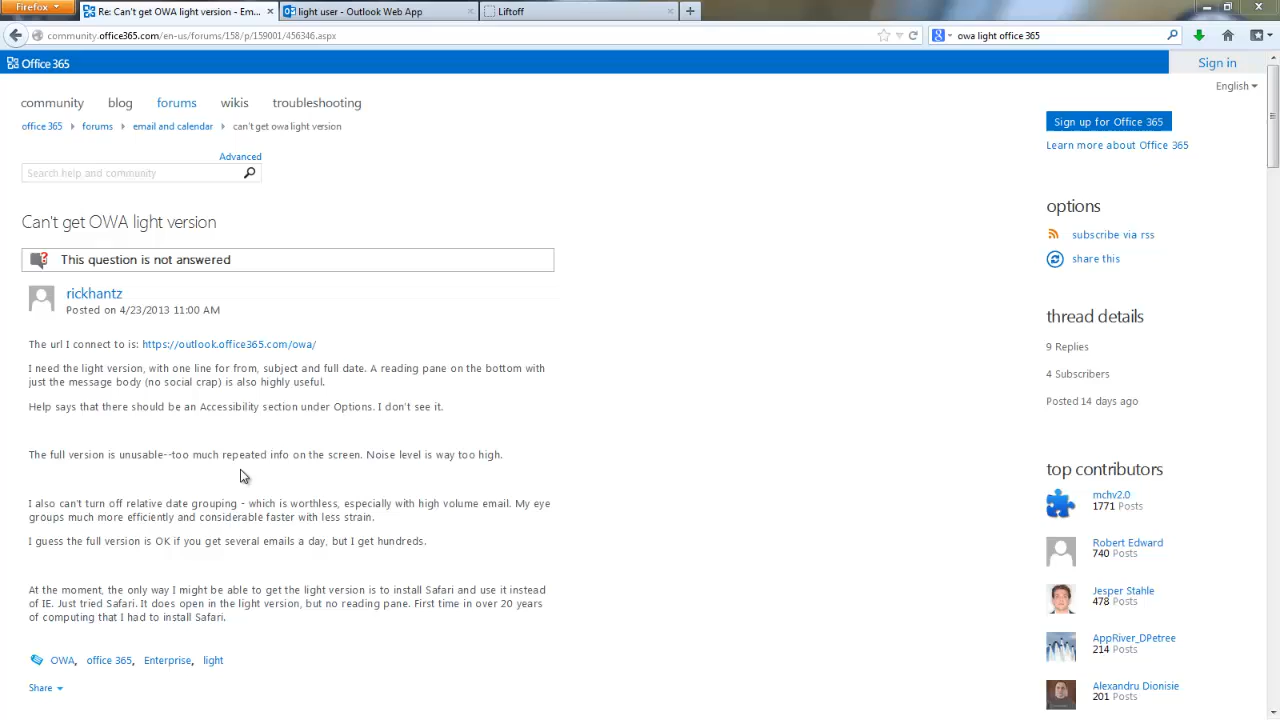 Firefox
Re: Can't get OWA light version - Em...
light user - Outlook Web App
Liftoff
community.office365.com/en-us/forums/158/p/159001/456346.aspx
owa light office 365
Office 365
Sign in
English
community blog forums wikis troubleshooting
office 365 forums email and calendar can't get owa light version
Sign up for Office 365
Learn more about Office 365
Advanced
Search help and community
options
subscribe via rss
share this
Can't get OWA light version
This question is not answered
rickhantz
Posted on 4/23/2013 11:00 AM
The url I connect to is: https://outlook.office365.com/owa/
I need the light version, with one line for from, subject and full date. A reading pane on the bottom with
just the message body (no social crap) is also highly useful.
Help says that there should be an Accessibility section under Options. I don't see it.
The full version is unusable--too much repeated info on the screen. Noise level is way too high.
I also can't turn off relative date grouping - which is worthless, especially with high volume email. My eye
groups much more efficiently and considerable faster with less strain.
I guess the full version is OK if you get several emails a day, but I get hundreds.
At the moment, the only way I might be able to get the light version is to install Safari and use it instead
of IE. Just tried Safari. It does open in the light version, but no reading pane. First time in over 20 years
of computing that I had to install Safari.
OWA, office 365, Enterprise, light
Share
thread details
9 Replies
4 Subscribers
Posted 14 days ago
top contributors
mchv2.0
1771 Posts
Robert Edward
740 Posts
Jesper Stahle
478 Posts
AppRiver_DPetree
214 Posts
Alexandru Dionisie
201 Posts